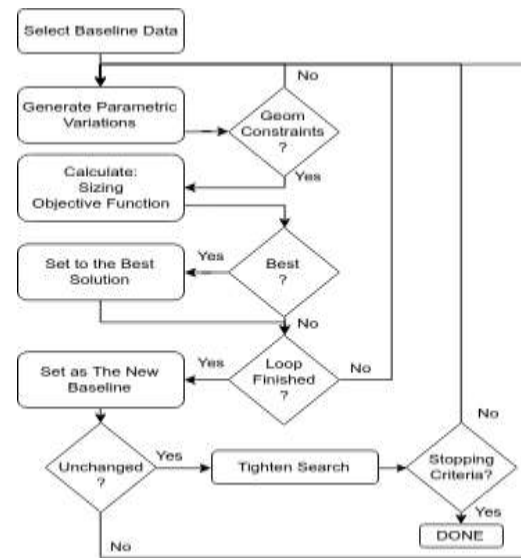 Select Baseline Data
No
Generate Parametric
Variations
Geom
Constraints
?
Yes
Calculate:
Sizing
Objective Function
Set to the Best
Solution
Yes
Best
?
No
Set as The New
Baseline
Yes
Loop
Finished
?
No
No
Unchanged
?
Yes
Tighten Search
Stopping
Criteria?
Yes
DONE
No